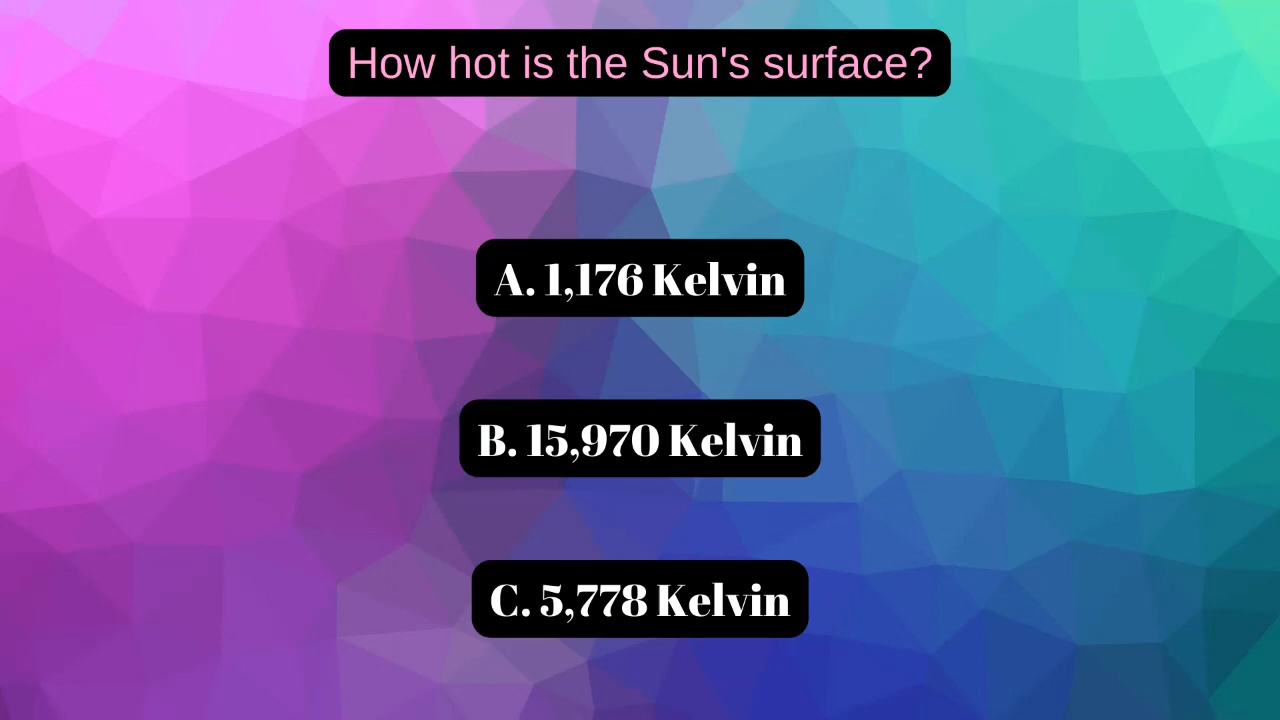 How hot is the Sun's surface?
A. 1,176 Kelvin
B. 15,970 Kelvin
C. 5,778 Kelvin